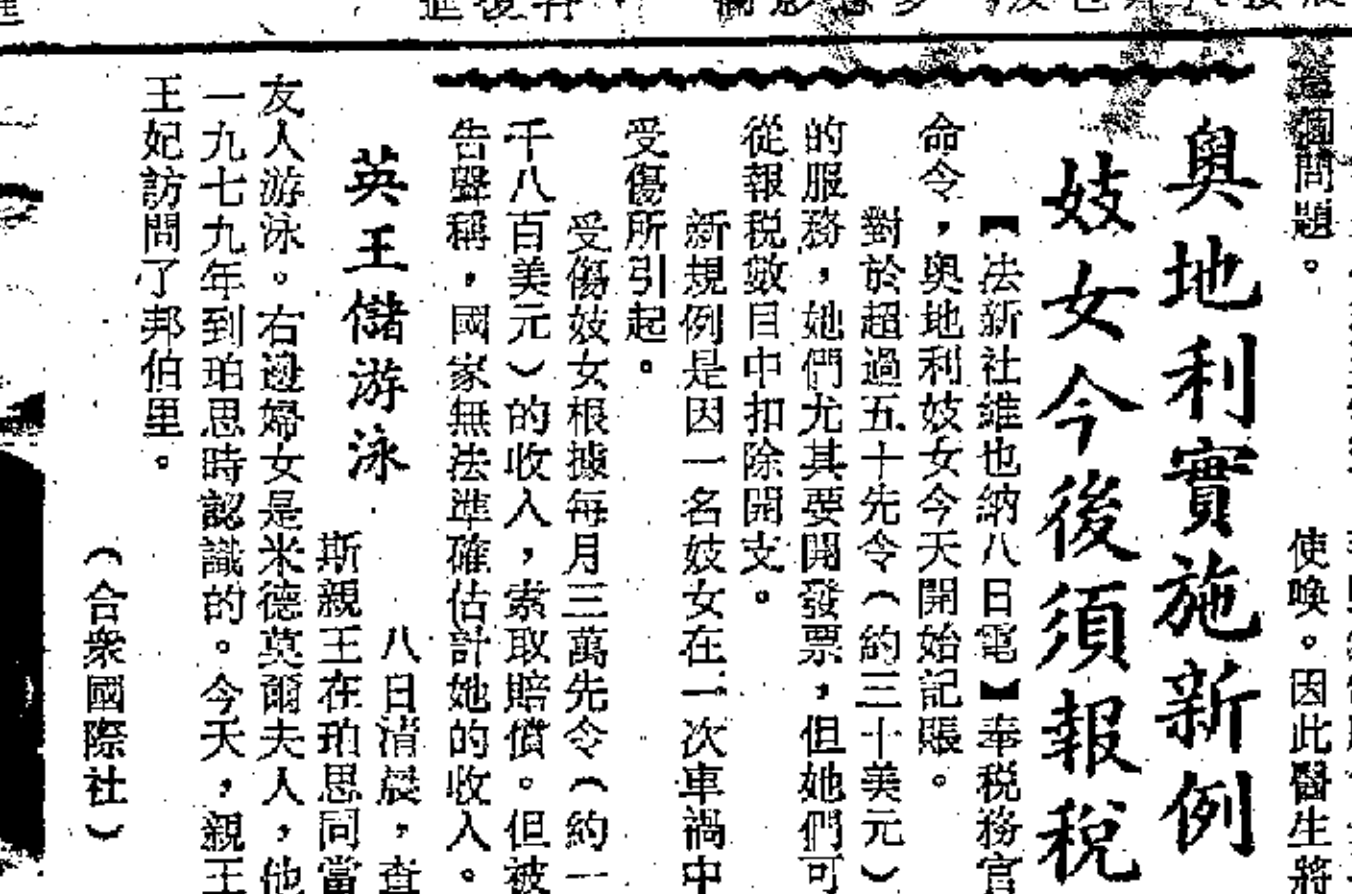 這個問題。
使喚。因此醫生將
奧地利實施新例
妓女今後須報税
【法新社維也納八日電】奉税務官
命令，奧地利妓女今天開始記賬。
對於超過五十先令（約三十美元）
的服務，她們尤其要開發票，但她們可
從報税數目中扣除開支。
新規例是因一名妓女在一次車禍中
受傷所引起。
受傷妓女根據每月三萬先令（約一
千八百美元）的收入，索取賠償。但被
告聲稱，國家無法準確估計她的收入。
英王儲游泳
八日清晨，查
斯親王在珀思同當
友人游泳。右邊婦女是米德莫爾夫人，他
一九七九年到珀思時認識的。今天，親王
王妃訪問了邦伯里。
（合衆國際社）